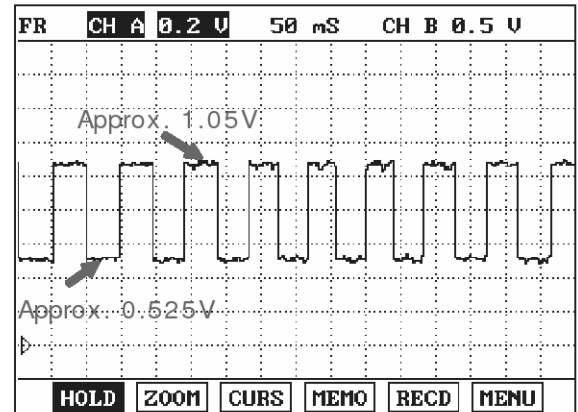 FR CH A 0.2 V 50 mS CH B 0.5 V
Approx. 1.05V
Approx. 0.525V
HOLD ZOOM CURS MEMO RECD MENU